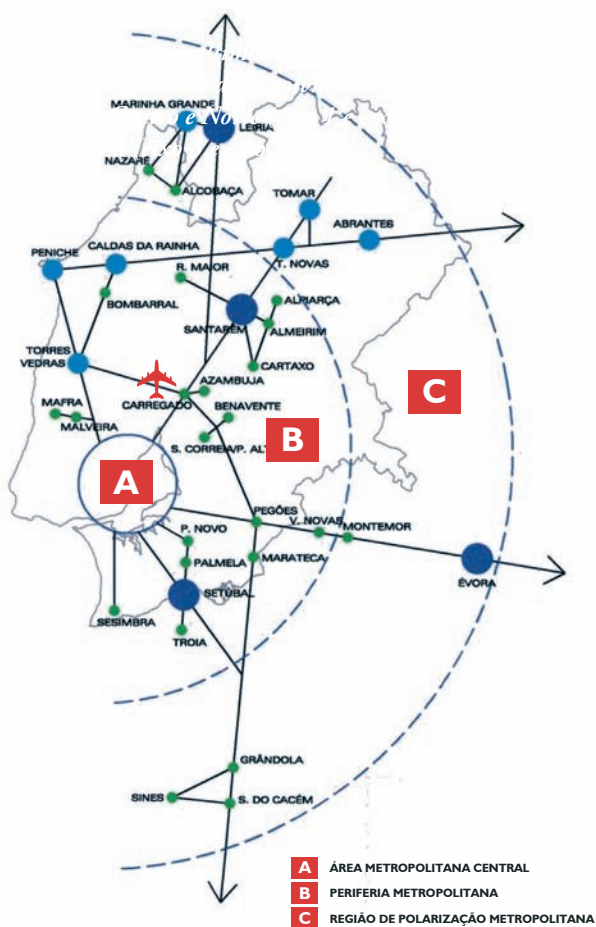 MARINHA GRANDE
LEIRIA
NAZARÉ
ALCOBAÇA
TOMAR
ABRANTES
PENICHE
CALDAS DA RAINHA
T. NOVAS
R. MAIOR
BOMBARRAL
ALPIARÇA
SANTARÉM
ALMEIRIM
TORRES
VEDRAS
CARTAXO
AZAMBUJA
CARREGADO
MAFRA
BENAVENTE
MALVEIRA
S. CORREIA/P. ALT
C
B
A
PEGÕES
V. NOVAS
MONTEMOR
P. NOVO
PALMELA
MARATECA
ÉVORA
SETÚBAL
SESIMBRA
TROIA
GRÂNDOLA
SINES
S. DO CACÉM
A ÁREA METROPOLITANA CENTRAL
B PERIFERIA METROPOLITANA
C REGIÃO DE POLARIZAÇÃO METROPOLITANA